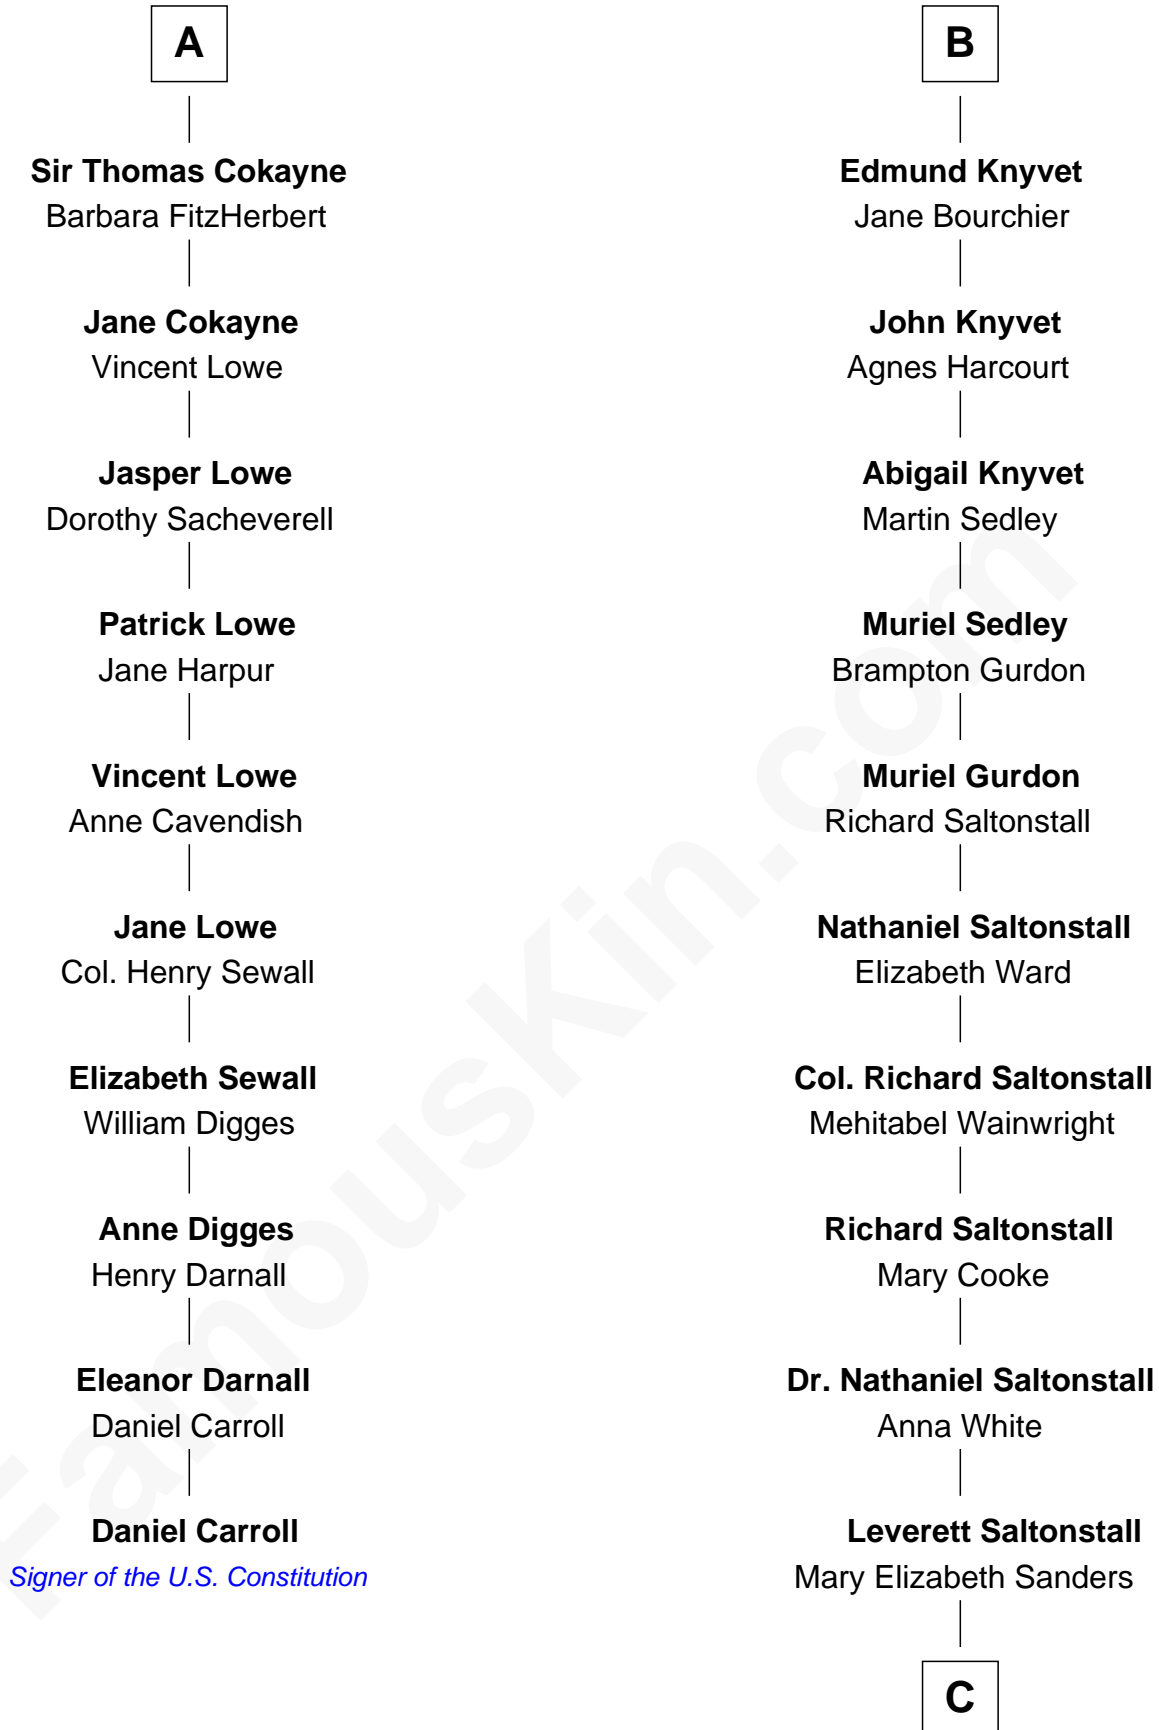 A
Sir Thomas Cokayne
Barbara FitzHerbert
Jane Cokayne
Vincent Lowe
Jasper Lowe
Dorothy Sacheverell
Patrick Lowe
Jane Harpur
Vincent Lowe
Anne Cavendish
Jane Lowe
Col. Henry Sewall
Elizabeth Sewall
William Digges
Anne Digges
Henry Darnall
Eleanor Darnall
Daniel Carroll
Daniel Carroll
Signer of the U.S. Constitution
B
Edmund Knyvet
Jane Bourchier
John Knyvet
Agnes Harcourt
Abigail Knyvet
Martin Sedley
Muriel Sedley
Brampton Gurdon
Muriel Gurdon
Richard Saltonstall
Nathaniel Saltonstall
Elizabeth Ward
Col. Richard Saltonstall
Mehitabel Wainwright
Richard Saltonstall
Mary Cooke
Dr. Nathaniel Saltonstall
Anna White
Leverett Saltonstall
Mary Elizabeth Sanders
C
FamousKin.com